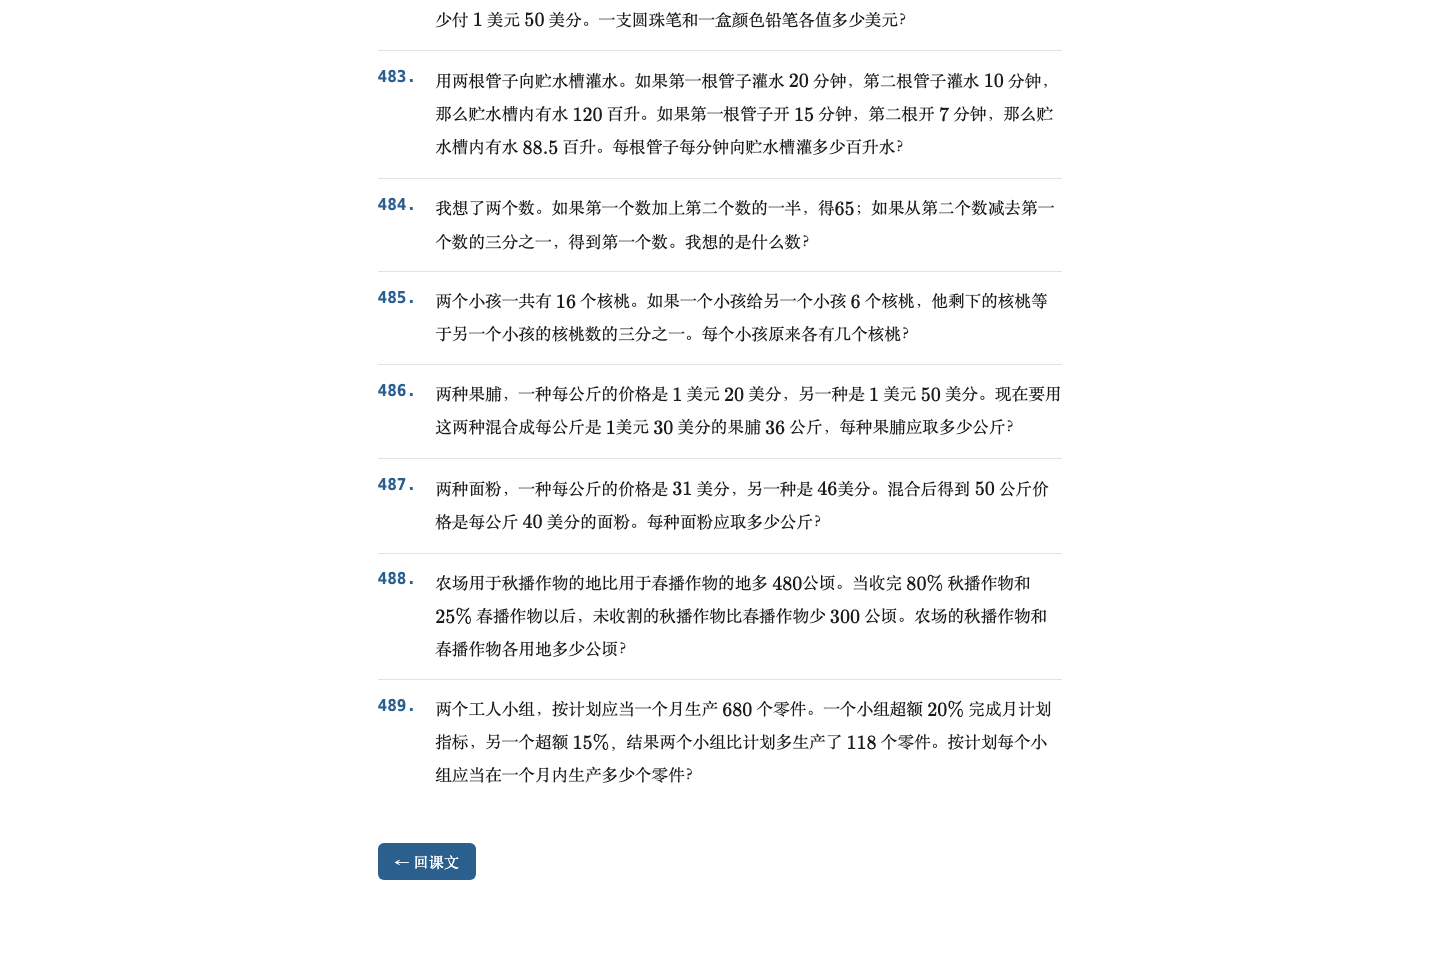 少付 1 美元 50 美分。一支圆珠笔和一盒颜色铅笔各值多少美元?
483. 用两根管子向贮水槽灌水。如果第一根管子灌水 20 分钟，第二根管子灌水 10 分钟，
那么贮水槽内有水 120 百升。如果第一根管子开 15 分钟，第二根开 7 分钟，那么贮
水槽内有水 88.5 百升。每根管子每分钟向贮水槽灌多少百升水?
484. 我想了两个数。如果第一个数加上第二个数的一半，得65；如果从第二个数减去第一
个数的三分之一，得到第一个数。我想的是什么数?
485. 两个小孩一共有 16 个核桃。如果一个小孩给另一个小孩 6 个核桃，他剩下的核桃等
于另一个小孩的核桃数的三分之一。每个小孩原来各有几个核桃?
486. 两种果脯，一种每公斤的价格是 1 美元 20 美分，另一种是 1 美元 50 美分。现在要用
这两种混合成每公斤是 1美元 30 美分的果脯 36 公斤，每种果脯应取多少公斤?
487. 两种面粉，一种每公斤的价格是 31 美分，另一种是 46美分。混合后得到 50 公斤价
格是每公斤 40 美分的面粉。每种面粉应取多少公斤?
488. 农场用于秋播作物的地比用于春播作物的地多 480公顷。当收完 80% 秋播作物和
25% 春播作物以后，未收割的秋播作物比春播作物少 300 公顷。农场的秋播作物和
春播作物各用地多少公顷?
489. 两个工人小组，按计划应当一个月生产 680 个零件。一个小组超额 20% 完成月计划
指标，另一个超额 15%，结果两个小组比计划多生产了 118 个零件。按计划每个小
组应当在一个月内生产多少个零件?
← 回课文